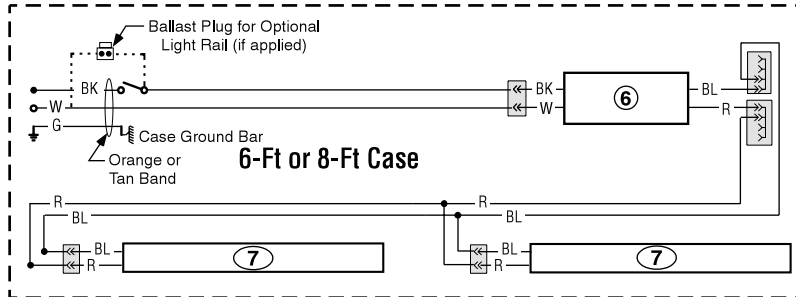 Ballast Plug for Optional
Light Rail (if applied)
BK
BK
6
BL
W
W
R
G
Case Ground Bar
Orange or
Tan Band
6-Ft or 8-Ft Case
R
R
BL
BL
BL
7
BL
7
R
R